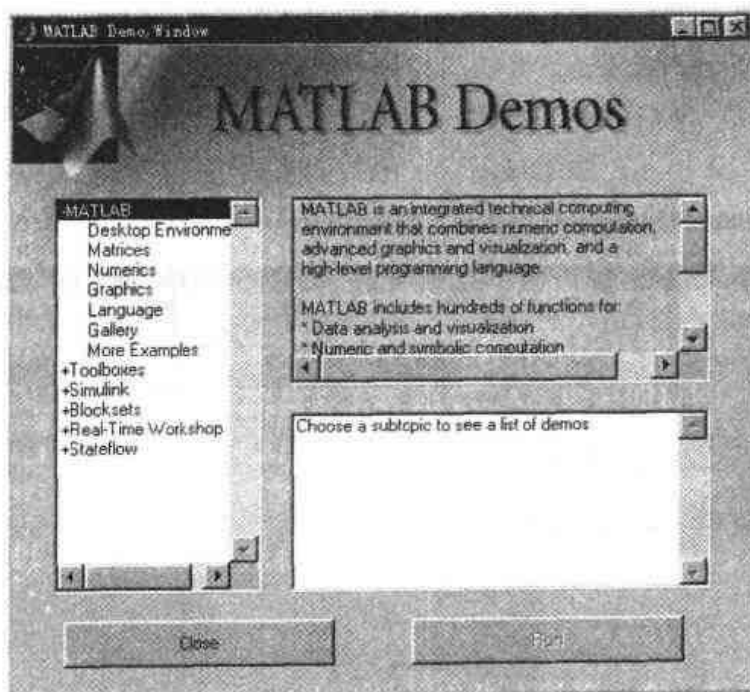 MATLAB Demo Window
MATLAB Demos
-MATLAB
Desktop Environme
Matrices
Numerics
Graphics
Language
Gallery
More Examples
+Toolboxes
+Simulink
+Blocksets
+Real-Time Workshop
+Stateflow
MATLAB is an integrated technical computing
environment that combines numeric computation,
advanced graphics and visualization, and a
high-level programming language.
MATLAB includes hundreds of functions for:
* Data analysis and visualization
* Numeric and symbolic computation
Choose a subtopic to see a list of demos
Close